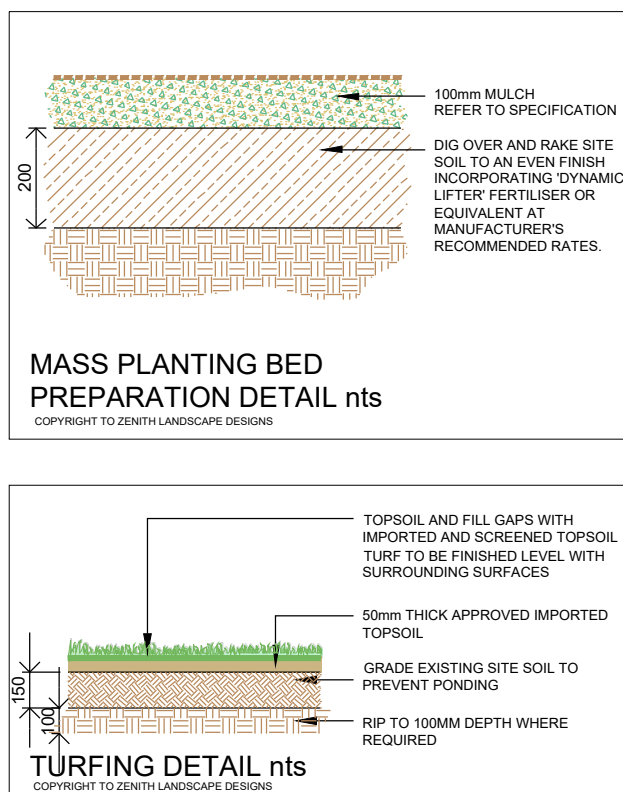 100mm MULCH
REFER TO SPECIFICATION
DIG OVER AND RAKE SITE
SOIL TO AN EVEN FINISH
INCORPORATING 'DYNAMIC
LIFTER' FERTILISER OR
EQUIVALENT AT
MANUFACTURER'S
RECOMMENDED RATES.
200
MASS PLANTING BED
PREPARATION DETAIL nts
COPYRIGHT TO ZENITH LANDSCAPE DESIGNS
TOPSOIL AND FILL GAPS WITH
IMPORTED AND SCREENED TOPSOIL
TURF TO BE FINISHED LEVEL WITH
SURROUNDING SURFACES
50mm THICK APPROVED IMPORTED
TOPSOIL
GRADE EXISTING SITE SOIL TO
PREVENT PONDING
RIP TO 100MM DEPTH WHERE
REQUIRED
150
100
TURFING DETAIL nts
COPYRIGHT TO ZENITH LANDSCAPE DESIGNS